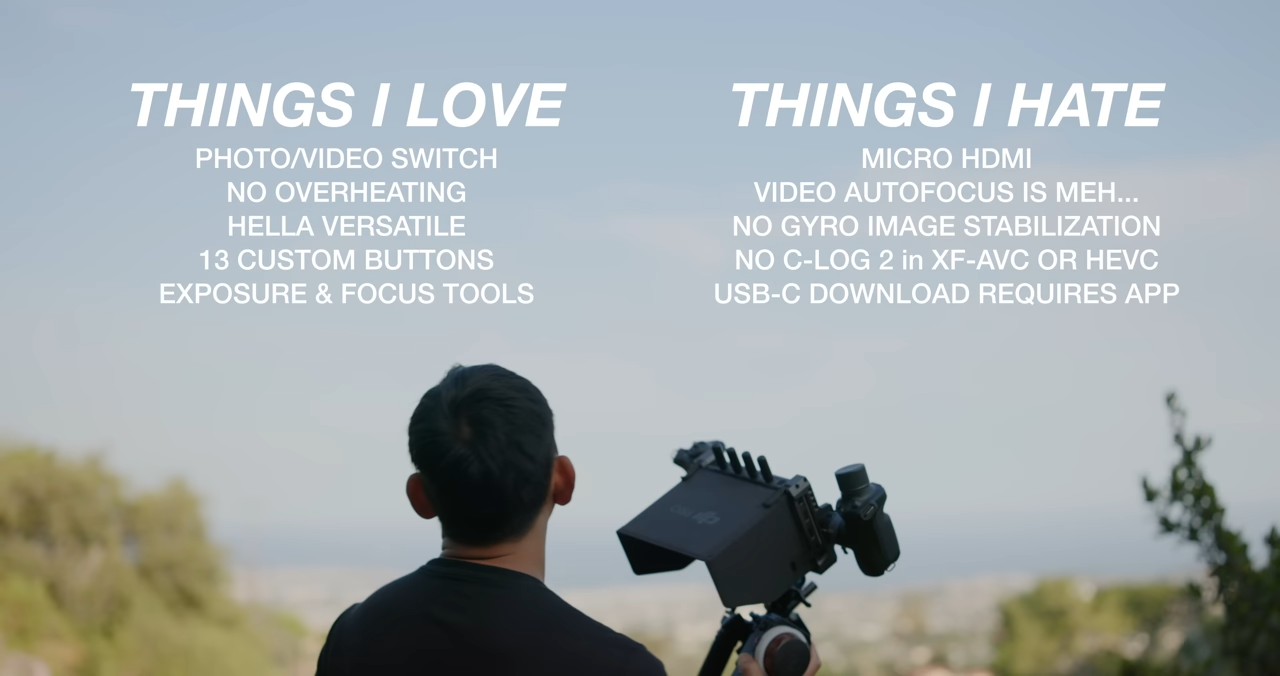 THINGS I LOVE
PHOTO/VIDEO SWITCH
NO OVERHEATING
HELLA VERSATILE
13 CUSTOM BUTTONS
EXPOSURE & FOCUS TOOLS
THINGS I HATE
MICRO HDMI
VIDEO AUTOFOCUS IS MEH...
NO GYRO IMAGE STABILIZATION
NO C-LOG 2 in XF-AVC OR HEVC
USB-C DOWNLOAD REQUIRES APP